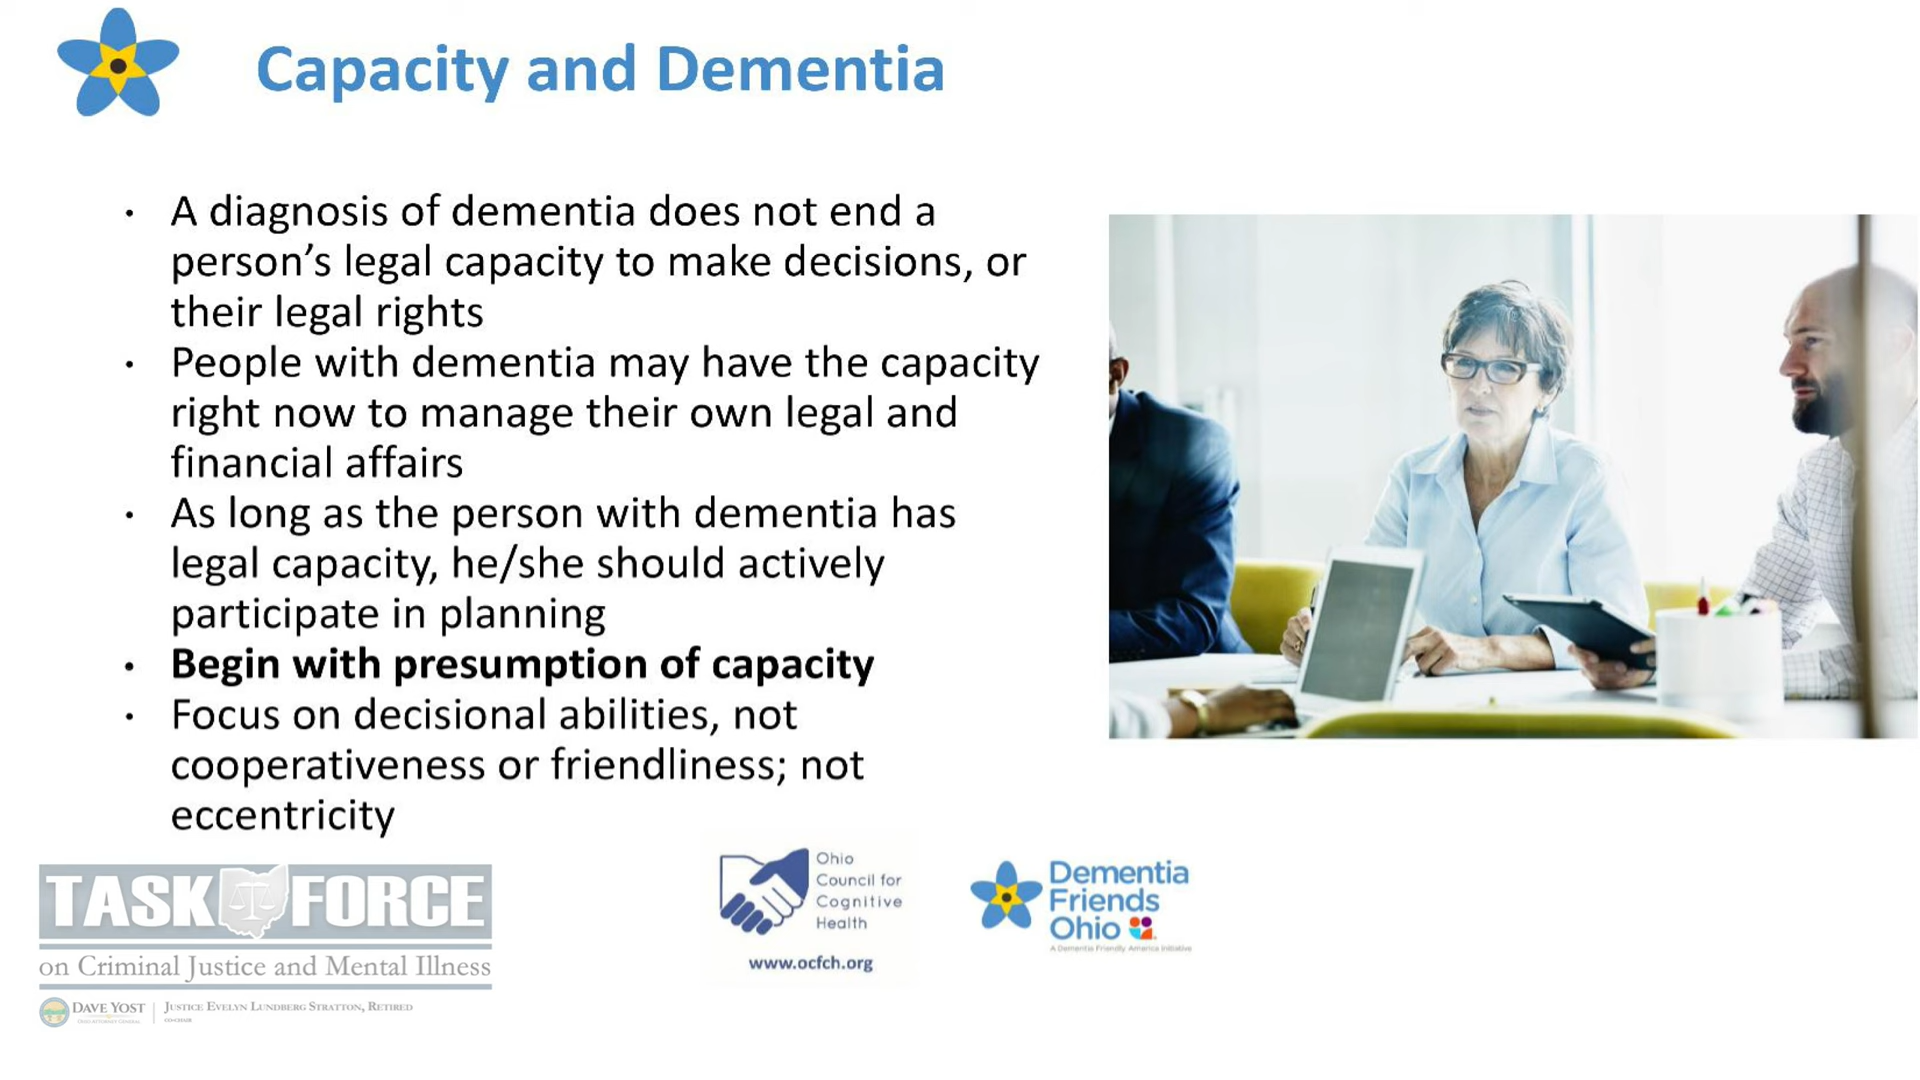 Capacity and Dementia
• A diagnosis of dementia does not end a
person’s legal capacity to make decisions, or
their legal rights
• People with dementia may have the capacity
right now to manage their own legal and
financial affairs
• As long as the person with dementia has
legal capacity, he/she should actively
participate in planning
• Begin with presumption of capacity
• Focus on decisional abilities, not
cooperativeness or friendliness; not
eccentricity
TASK FORCE
on Criminal Justice and Mental Illness
DAVE YOST
OHIO ATTORNEY GENERAL
JUSTICE EVELYN LUNDBERG STRATTON, RETIRED
CO-CHAIR
Ohio
Council for
Cognitive
Health
www.ocfch.org
Dementia
Friends
Ohio
A Dementia Friendly America Initiative